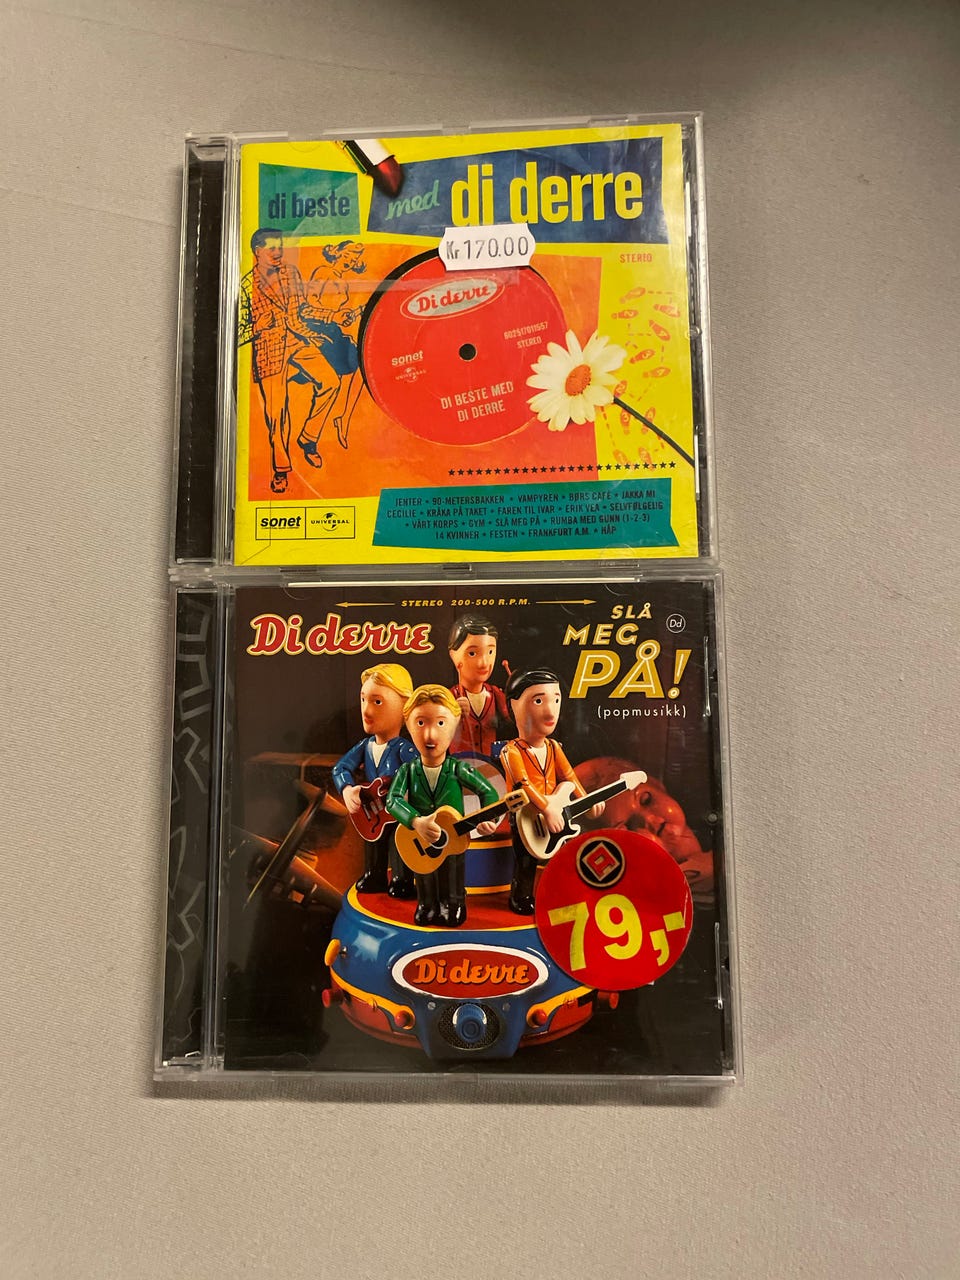 di beste med di derre
Kr 170.00
STEREO
Di derre
602517011557
STEREO
sonet
UNIVERSAL
DI BESTE MED
DI DERRE
JENTER * 90-METERSBAKKEN * VAMPYREN * BØRS CAFE * JAKKA MI
CECILIE * KRÅKA PÅ TAKET * FAREN TIL IVAR * ERIK YEA * SELVFØLGELIG
* VÅRT KORPS * GYM * SLÅ MEG PÅ * RUMBA MED GUNN (1-2-3)
14 KVINNER * FESTEN * FRANKFURT A.M. * HÅP
sonet UNIVERSAL
STEREO 200-500 R.P.M.
Di derre
SLÅ
MEG
PÅ!
(popmusikk)
Dd
79,-
Di derre